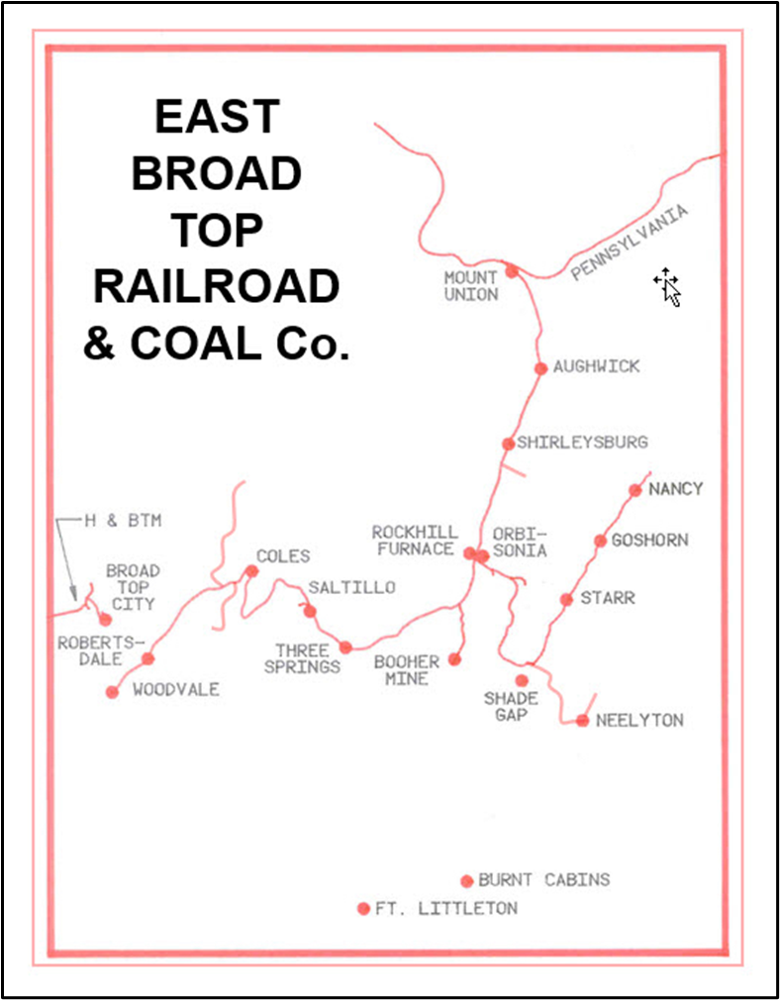 EAST
BROAD
TOP
RAILROAD
& COAL Co.
PENNSYLVANIA
MOUNT
UNION
AUGHWICK
SHIRLEYSBURG
NANCY
H & BTM
ROCKHILL
FURNACE
ORBI-
SONIA
GOSHORN
COLES
BROAD
TOP
CITY
SALTILLO
STARR
ROBERTS-
DALE
THREE
SPRINGS
BOOHER
MINE
WOODVALE
SHADE
GAP
NEELYTON
BURNT CABINS
FT. LITTLETON